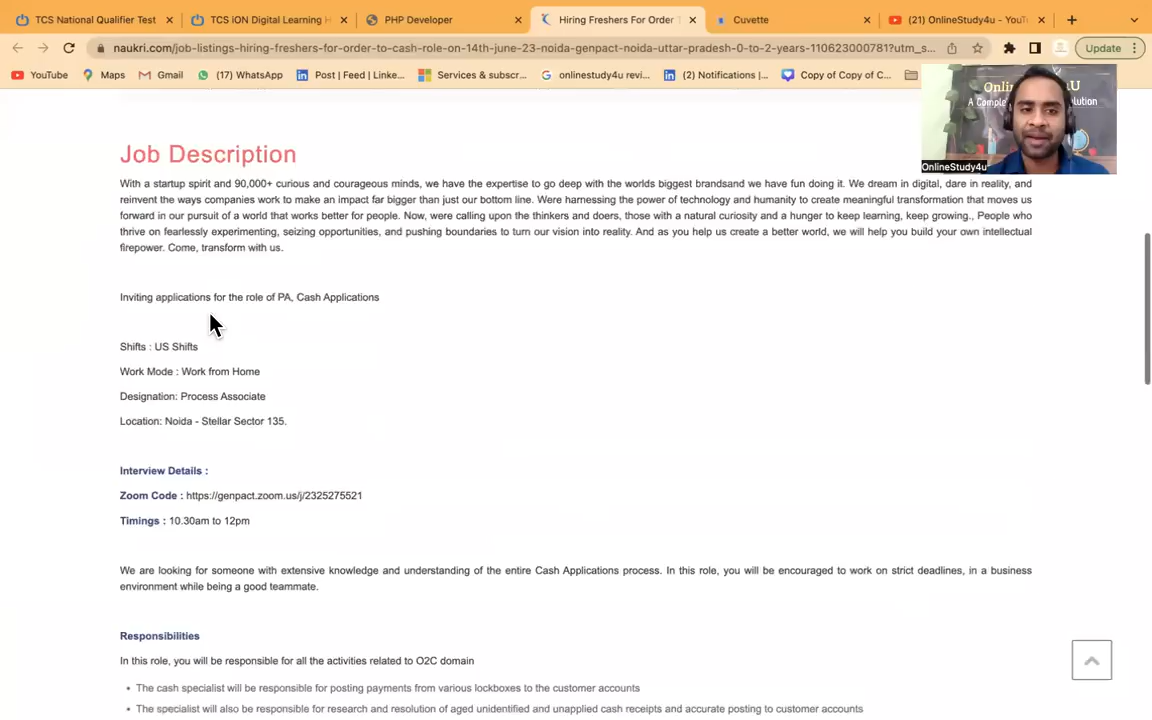 TCS National Qualifier Test
TCS iON Digital Learning H
PHP Developer
Hiring Freshers For Order
Cuvette
(21) OnlineStudy4u - YouT
naukri.com/job-listings-hiring-freshers-for-order-to-cash-role-on-14th-june-23-noida-genpact-noida-uttar-pradesh-0-to-2-years-110623000781?utm_s...
Update
YouTube
Maps
Gmail
(17) WhatsApp
Post | Feed | Linke...
Services & subscr...
onlinestudy4u revi...
(2) Notifications |...
Copy of Copy of C...
Onli
U
A Comple
olution
OnlineStudy4u
Job Description
With a startup spirit and 90,000+ curious and courageous minds, we have the expertise to go deep with the worlds biggest brandsand we have fun doing it. We dream in digital, dare in reality, and
reinvent the ways companies work to make an impact far bigger than just our bottom line. Were harnessing the power of technology and humanity to create meaningful transformation that moves us
forward in our pursuit of a world that works better for people. Now, were calling upon the thinkers and doers, those with a natural curiosity and a hunger to keep learning, keep growing., People who
thrive on fearlessly experimenting, seizing opportunities, and pushing boundaries to turn our vision into reality. And as you help us create a better world, we will help you build your own intellectual
firepower. Come, transform with us.
Inviting applications for the role of PA, Cash Applications
Shifts : US Shifts
Work Mode : Work from Home
Designation: Process Associate
Location: Noida - Stellar Sector 135.
Interview Details :
Zoom Code : https://genpact.zoom.us/j/2325275521
Timings : 10.30am to 12pm
We are looking for someone with extensive knowledge and understanding of the entire Cash Applications process. In this role, you will be encouraged to work on strict deadlines, in a business
environment while being a good teammate.
Responsibilities
In this role, you will be responsible for all the activities related to O2C domain
• The cash specialist will be responsible for posting payments from various lockboxes to the customer accounts
• The specialist will also be responsible for research and resolution of aged unidentified and unapplied cash receipts and accurate posting to customer accounts